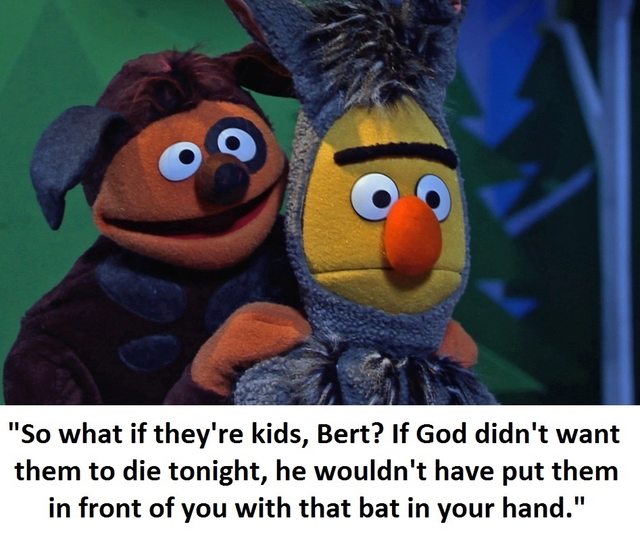 "So what if they're kids, Bert? If God didn't want
them to die tonight, he wouldn't have put them
in front of you with that bat in your hand."